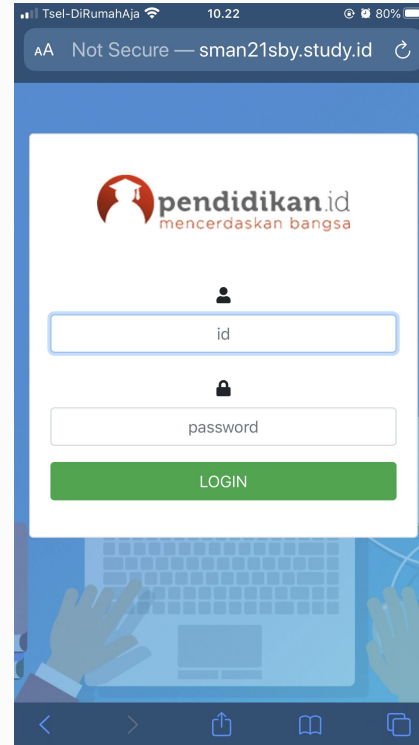 Tsel-DiRumahAja 10.22 80%
AA Not Secure — sman21sby.study.id
pendidikan.id
mencerdaskan bangsa
id
password
LOGIN